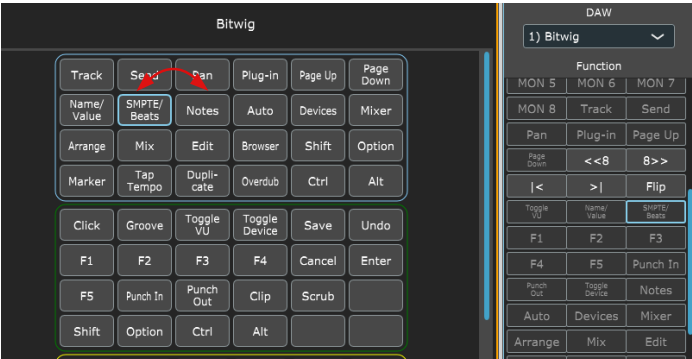 Bitwig
Track Send Pan Plug-in Page Up Page
Down
Name/
Value SMPTE/
Beats Notes Auto Devices Mixer
Arrange Mix Edit Browser Shift Option
Marker Tap
Tempo Dupli-
cate Overdub Ctrl Alt
Click Groove Toggle
VU Toggle
Device Save Undo
F1 F2 F3 F4 Cancel Enter
F5 Punch In Punch
Out Clip Scrub
Shift Option Ctrl Alt
DAW
1) Bitwig
Function
MON 5 MON 6 MON 7
MON 8 Track Send
Pan Plug-in Page Up
Page
Down <<8 8>>
|< >| Flip
Toggle
VU Name/
Value SMPTE/
Beats
F1 F2 F3
F4 F5 Punch In
Punch
Out Toggle
Device Notes
Auto Devices Mixer
Arrange Mix Edit